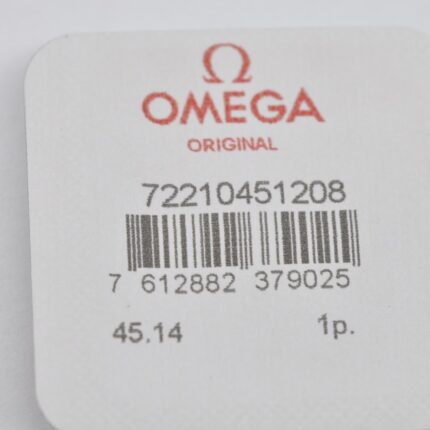 Ω
OMEGA
ORIGINAL
72210451208
7 612882 379025
45.14 1p.